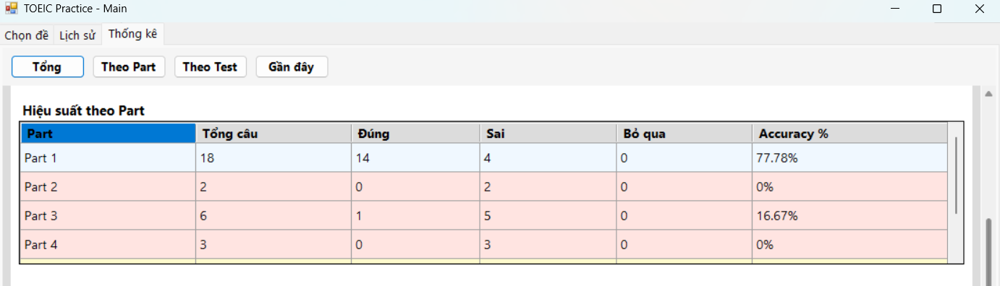 TOEIC Practice - Main
Chọn đề Lịch sử Thống kê
Tổng Theo Part Theo Test Gần đây
Hiệu suất theo Part
Part Tổng câu Đúng Sai Bỏ qua Accuracy %
Part 1 18 14 4 0 77.78%
Part 2 2 0 2 0 0%
Part 3 6 1 5 0 16.67%
Part 4 3 0 3 0 0%